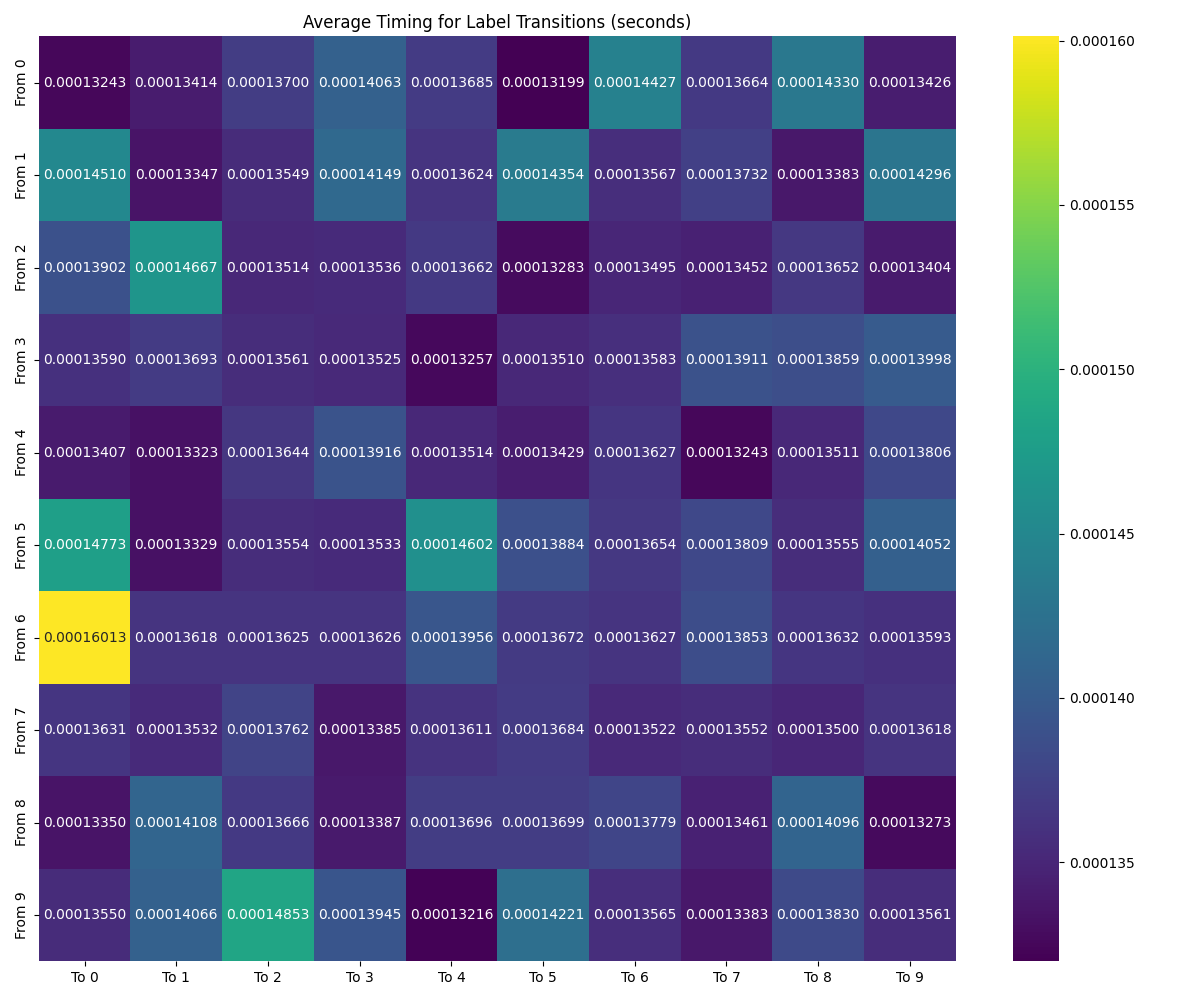 Average Timing for Label Transitions (seconds)
From 0 0.00013243 0.00013414 0.00013700 0.00014063 0.00013685 0.00013199 0.00014427 0.00013664 0.00014330 0.00013426
From 1 0.00014510 0.00013347 0.00013549 0.00014149 0.00013624 0.00014354 0.00013567 0.00013732 0.00013383 0.00014296
From 2 0.00013902 0.00014667 0.00013514 0.00013536 0.00013662 0.00013283 0.00013495 0.00013452 0.00013652 0.00013404
From 3 0.00013590 0.00013693 0.00013561 0.00013525 0.00013257 0.00013510 0.00013583 0.00013911 0.00013859 0.00013998
From 4 0.00013407 0.00013323 0.00013644 0.00013916 0.00013514 0.00013429 0.00013627 0.00013243 0.00013511 0.00013806
From 5 0.00014773 0.00013329 0.00013554 0.00013533 0.00014602 0.00013884 0.00013654 0.00013809 0.00013555 0.00014052
From 6 0.00016013 0.00013618 0.00013625 0.00013626 0.00013956 0.00013672 0.00013627 0.00013853 0.00013632 0.00013593
From 7 0.00013631 0.00013532 0.00013762 0.00013385 0.00013611 0.00013684 0.00013522 0.00013552 0.00013500 0.00013618
From 8 0.00013350 0.00014108 0.00013666 0.00013387 0.00013696 0.00013699 0.00013779 0.00013461 0.00014096 0.00013273
From 9 0.00013550 0.00014066 0.00014853 0.00013945 0.00013216 0.00014221 0.00013565 0.00013383 0.00013830 0.00013561
To 0 To 1 To 2 To 3 To 4 To 5 To 6 To 7 To 8 To 9
0.000160
0.000155
0.000150
0.000145
0.000140
0.000135